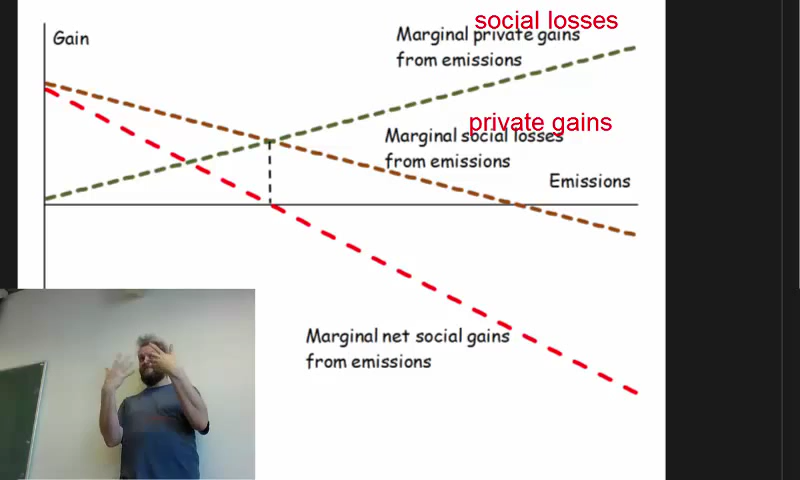 social losses
Gain
Marginal private gains
from emissions
private gains
Marginal social losses
from emissions
Emissions
Marginal net social gains
from emissions